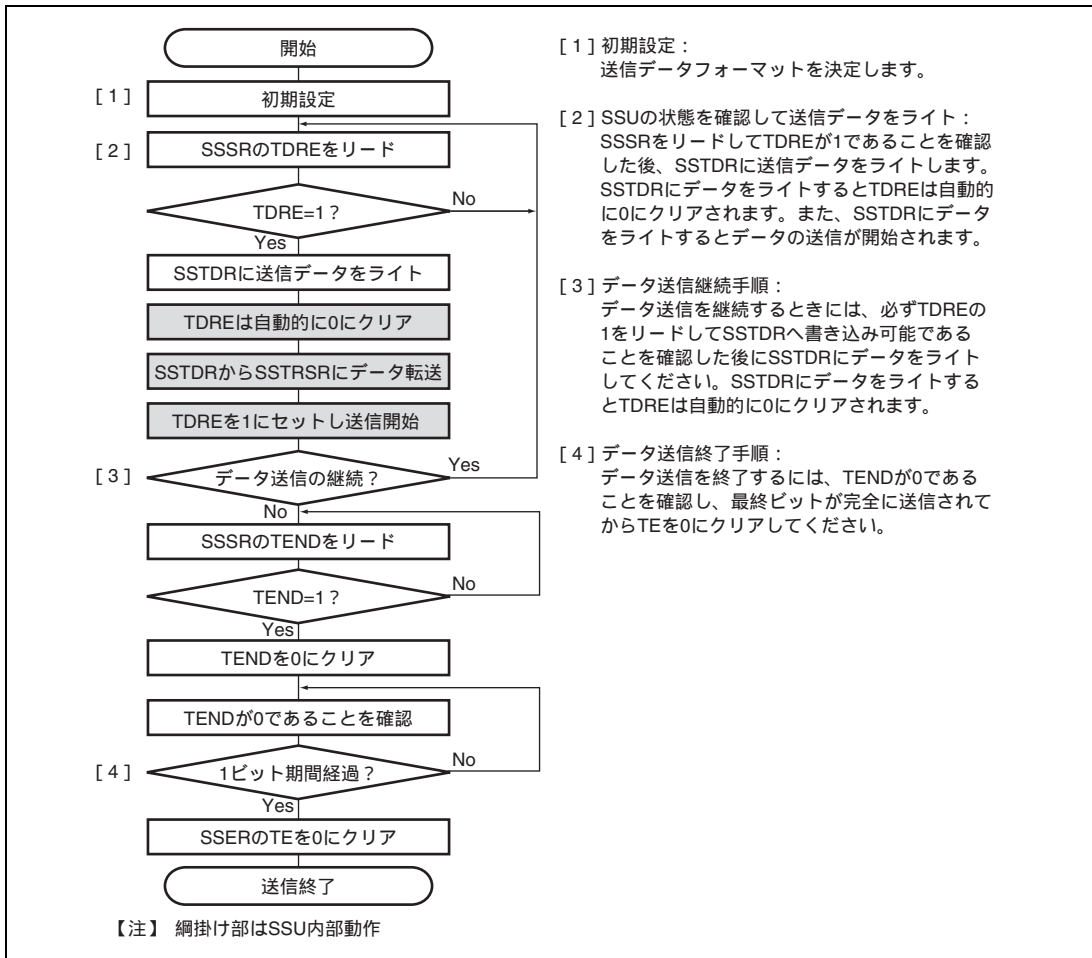 開始
[1] 初期設定
[2] SSSRのTDREをリード
TDRE=1?
No
Yes
SSTDRに送信データをライト
TDREは自動的に0にクリア
SSTDRからSSTRSRにデータ転送
TDREを1にセットし送信開始
[3] データ送信の継続?
Yes
No
SSSRのTENDをリード
TEND=1?
No
Yes
TENDを0にクリア
TENDが0であることを確認
[4] 1ビット期間経過?
No
Yes
SSERのTEを0にクリア
送信終了
【注】 綱掛け部はSSU内部動作
[1] 初期設定:
送信データフォーマットを決定します。
[2] SSUの状態を確認して送信データをライト:
SSSRをリードしてTDREが1であることを確認
した後、SSTDRに送信データをライトします。
SSTDRにデータをライトするとTDREは自動的
に0にクリアされます。また、SSTDRにデータ
をライトするとデータの送信が開始されます。
[3] データ送信継続手順:
データ送信を継続するときには、必ずTDREの
1をリードしてSSTDRへ書き込み可能である
ことを確認した後にSSTDRにデータをライト
してください。SSTDRにデータをライトする
とTDREは自動的に0にクリアされます。
[4] データ送信終了手順:
データ送信を終了するには、TENDが0である
ことを確認し、最終ビットが完全に送信されて
からTEを0にクリアしてください。